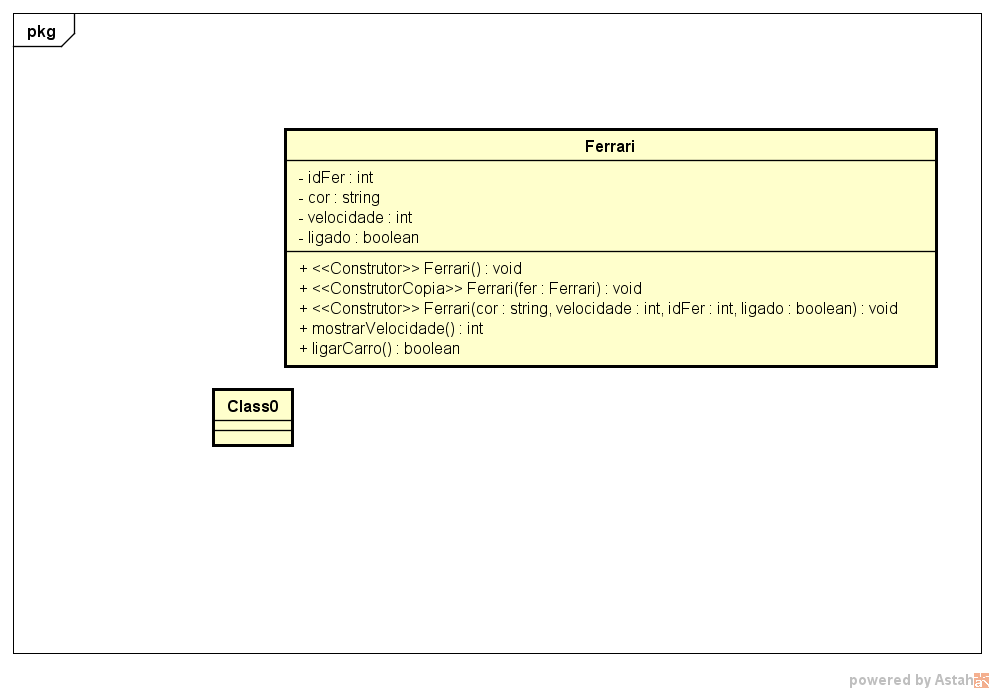 pkg
Ferrari
- idFer : int
- cor : string
- velocidade : int
- ligado : boolean
+ <<Construtor>> Ferrari() : void
+ <<ConstrutorCopia>> Ferrari(fer : Ferrari) : void
+ <<Construtor>> Ferrari(cor : string, velocidade : int, idFer : int, ligado : boolean) : void
+ mostrarVelocidade() : int
+ ligarCarro() : boolean
Class0
powered by Astah